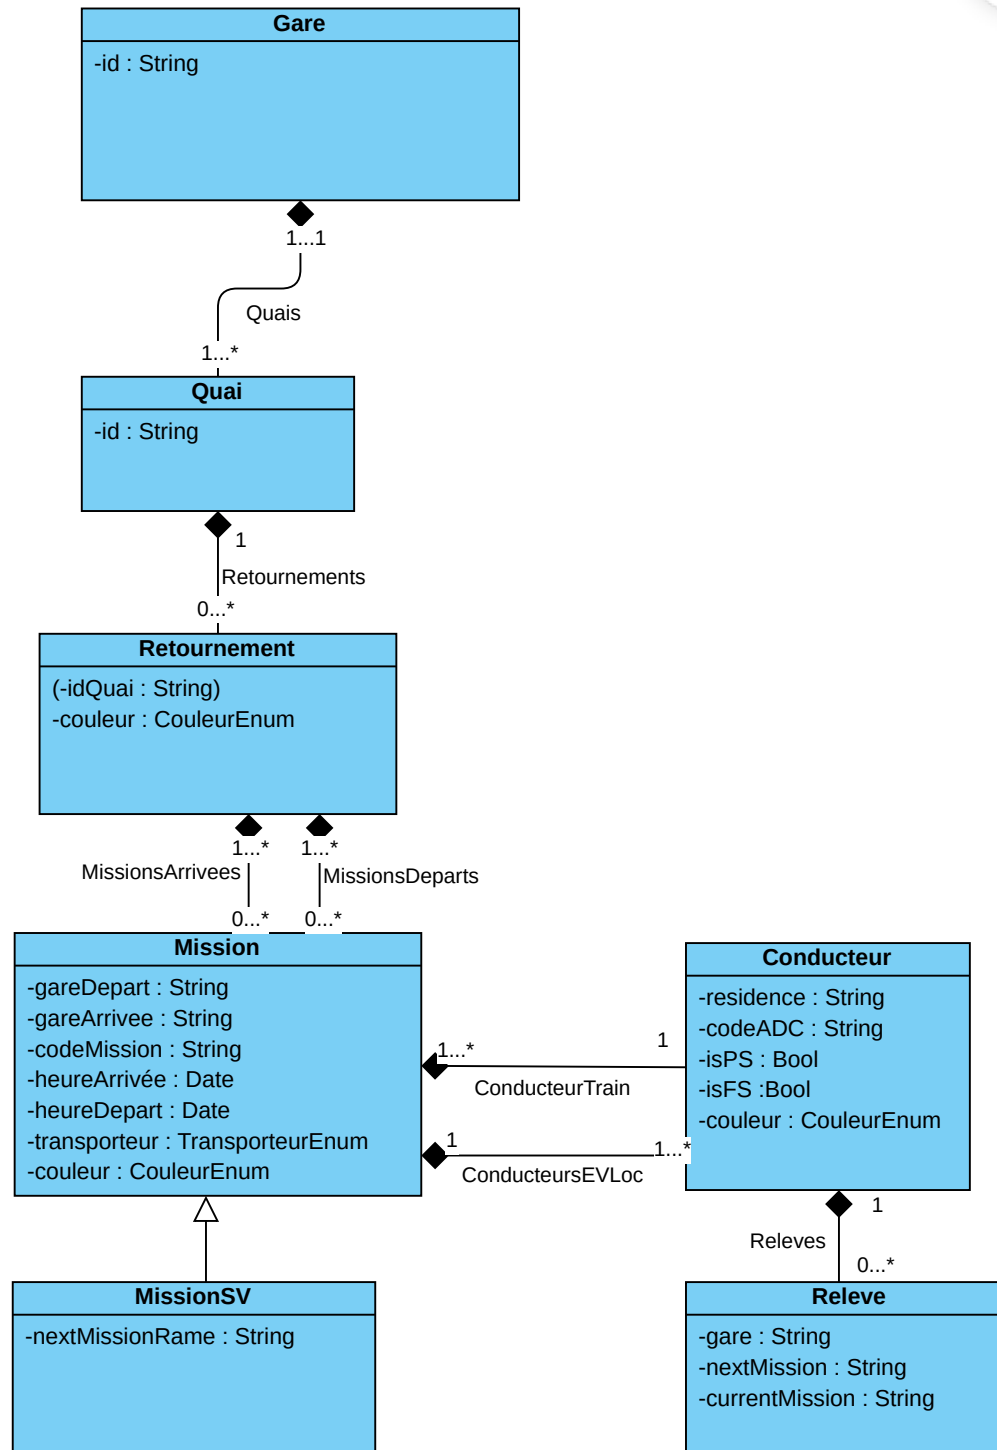 Gare
-id : String
1...1
Quais
1...*
Quai
-id : String
1
Retournements
0...*
Retournement
(-idQuai : String)
-couleur : CouleurEnum
1...*
1...*
MissionsArrivees
MissionsDeparts
0...*
0...*
Mission
-gareDepart : String
-gareArrivee : String
-codeMission : String
-heureArrivée : Date
-heureDepart : Date
-transporteur : TransporteurEnum
-couleur : CouleurEnum
1...*
1
ConducteurTrain
1
1...*
ConducteursEVLoc
Conducteur
-residence : String
-codeADC : String
-isPS : Bool
-isFS :Bool
-couleur : CouleurEnum
1
Releves
0...*
MissionSV
-nextMissionRame : String
Releve
-gare : String
-nextMission : String
-currentMission : String